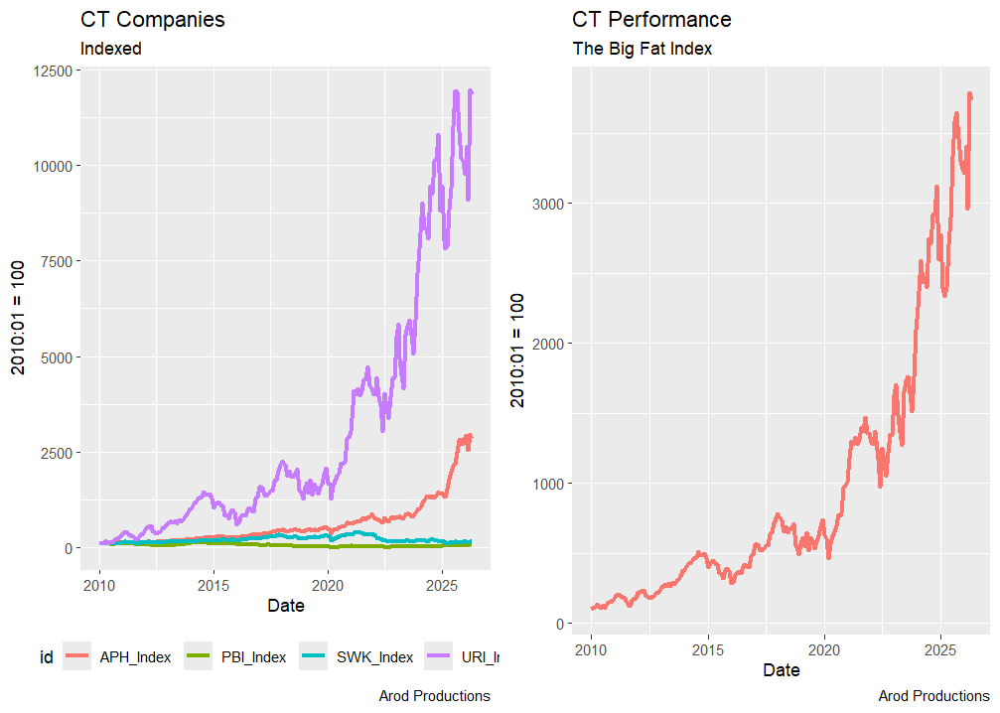 CT Companies
Indexed
12500
10000
7500
5000
2500
0
2010:01 = 100
2010 2015 2020 2025
Date
id APH_Index PBI_Index SWK_Index URI_I
Arod Productions
CT Performance
The Big Fat Index
3000
2000
1000
0
2010:01 = 100
2010 2015 2020 2025
Date
Arod Productions